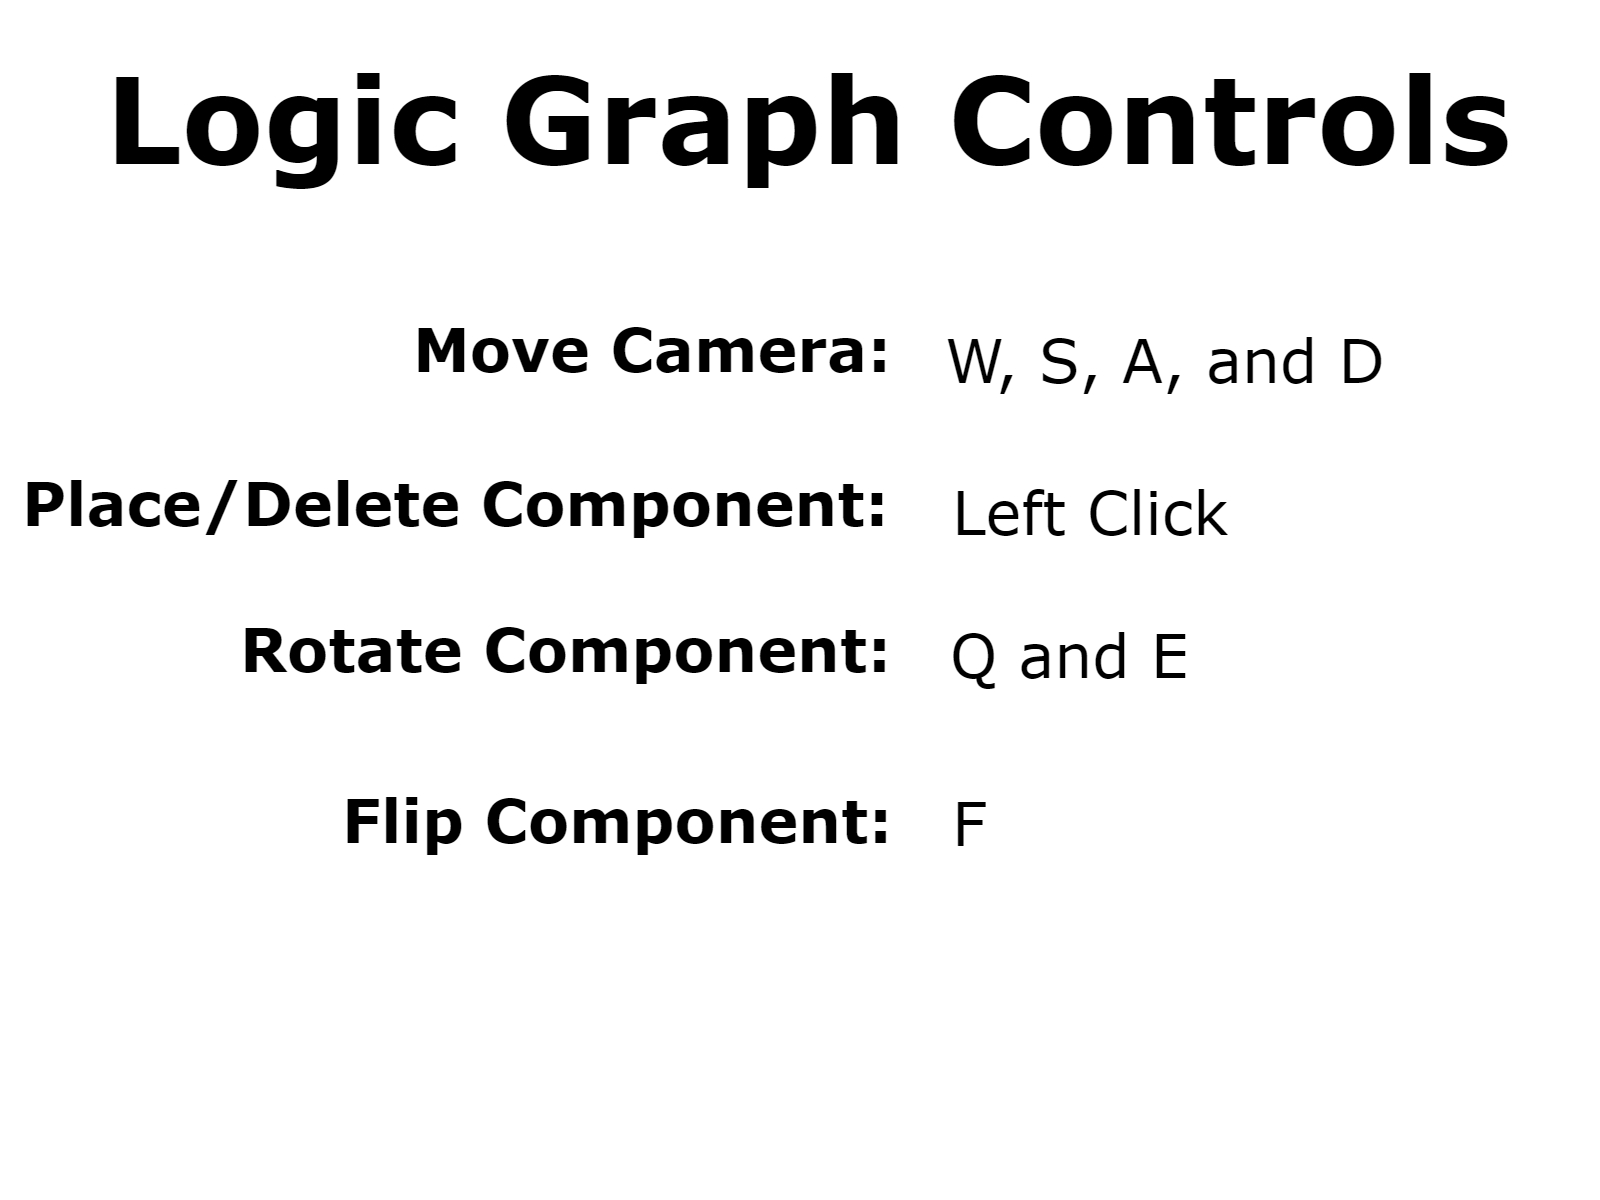 Logic Graph Controls
Move Camera: W, S, A, and D
Place/Delete Component: Left Click
Rotate Component: Q and E
Flip Component: F